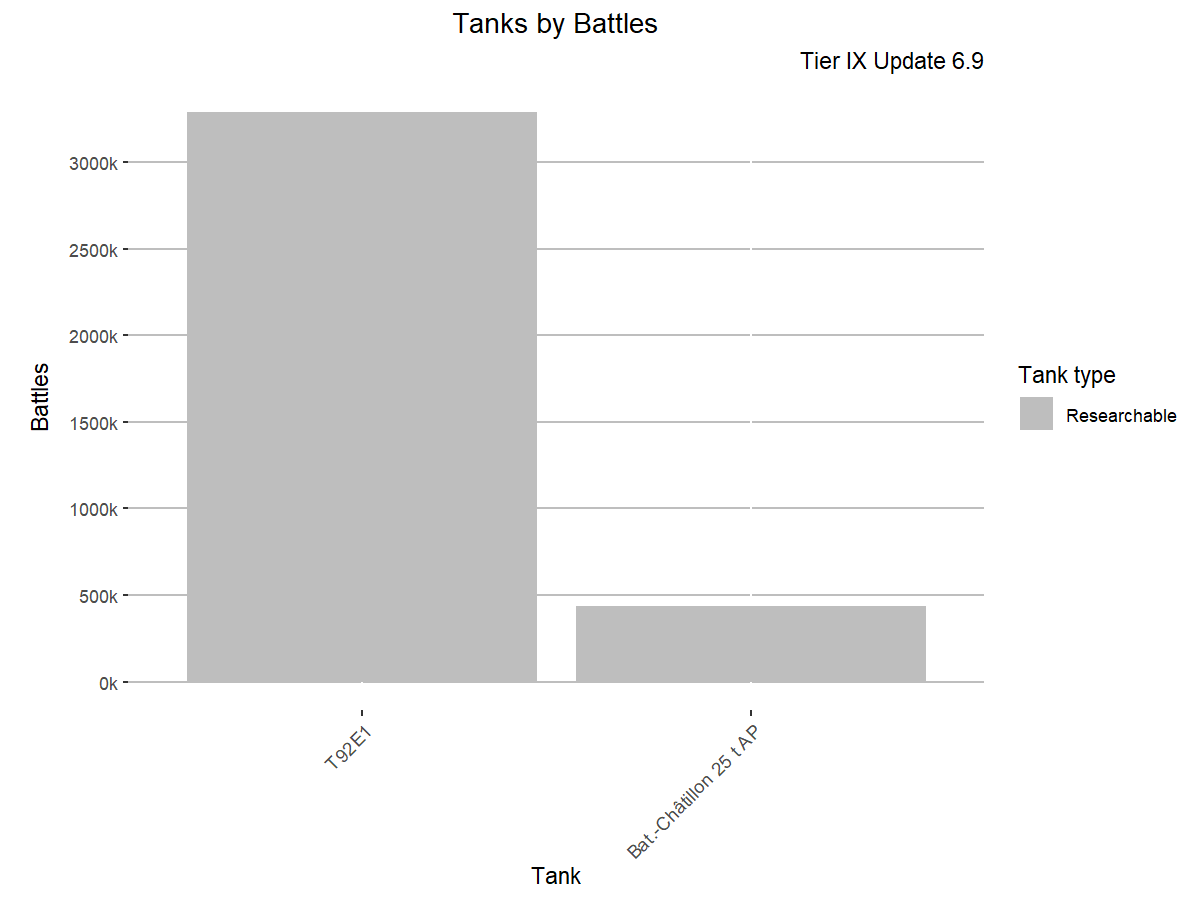 Tanks by Battles
Tier IX Update 6.9
Battles
3000k
2500k
2000k
1500k
1000k
500k
0k
T92E1
Bat.-Châtillon 25 t AP
Tank
Tank type
Researchable